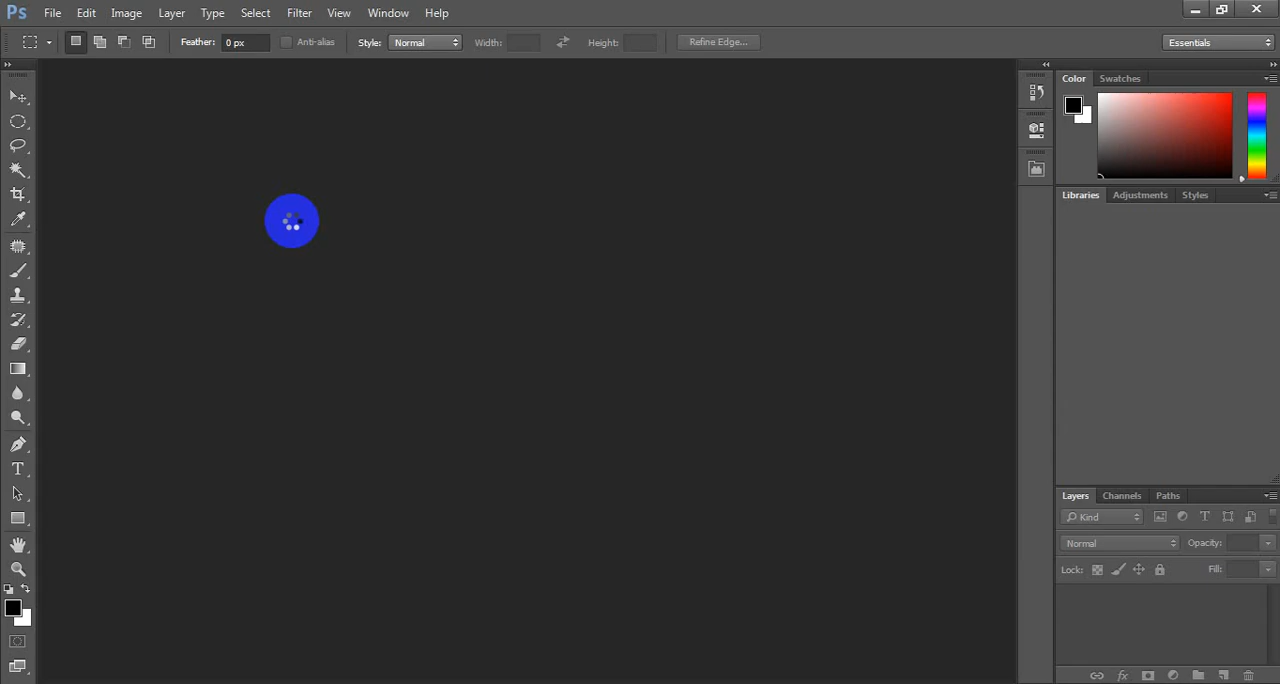 Ps File Edit Image Layer Type Select Filter View Window Help
Feather: 0 px Anti-alias Style: Normal Width: Height: Refine Edge... Essentials
Color Swatches
Libraries Adjustments Styles
Layers Channels Paths
Kind T
Normal Opacity:
Lock: Fill:
fx
T